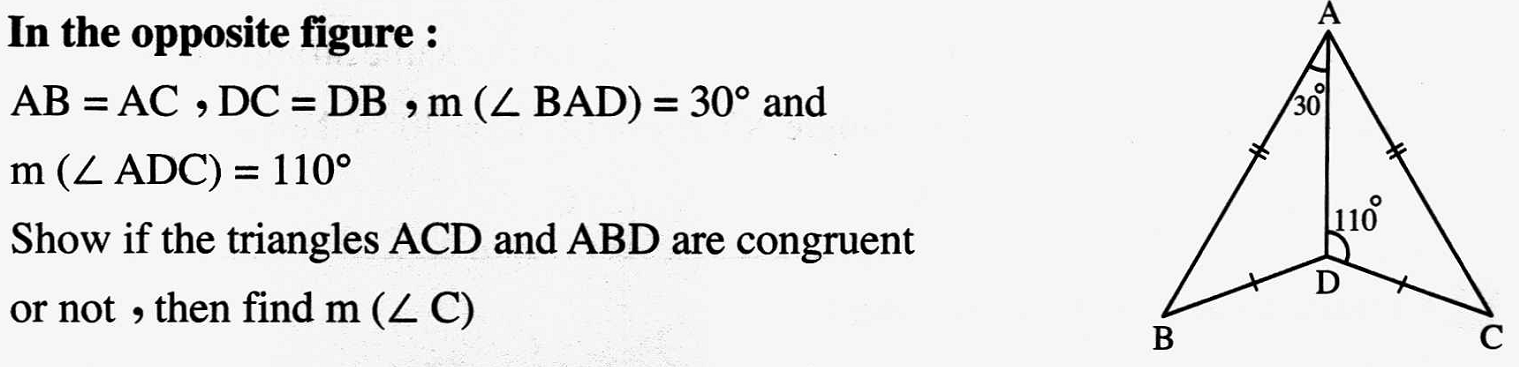 In the opposite figure :
AB = AC , DC = DB , m (∠ BAD) = 30° and
m (∠ ADC) = 110°
Show if the triangles ACD and ABD are congruent
or not , then find m (∠ C)
A
30°
110°
D
B
C